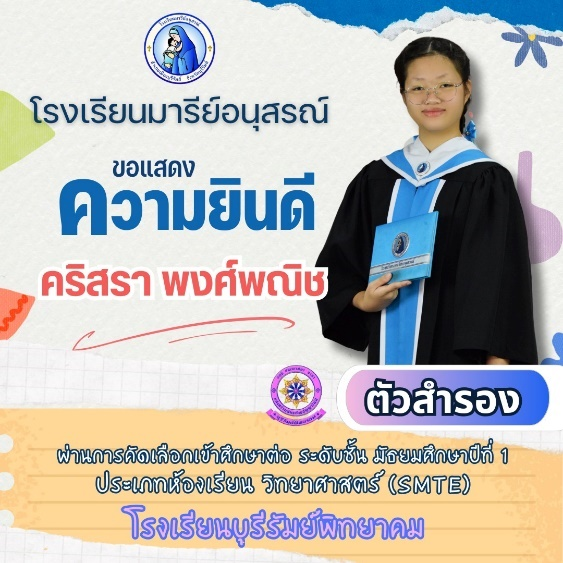 โรงเรียนมารีย์อนุสรณ์
ขอแสดง
ความยินดี
คริสรา พงศ์พณิช
ตัวสำรอง
ผ่านการคัดเลือกเข้าศึกษาต่อ ระดับชั้น มัธยมศึกษาปีที่ 1
ประเภทห้องเรียน วิทยาศาสตร์ (SMTE)
โรงเรียนบุรีรัมย์พิทยาคม